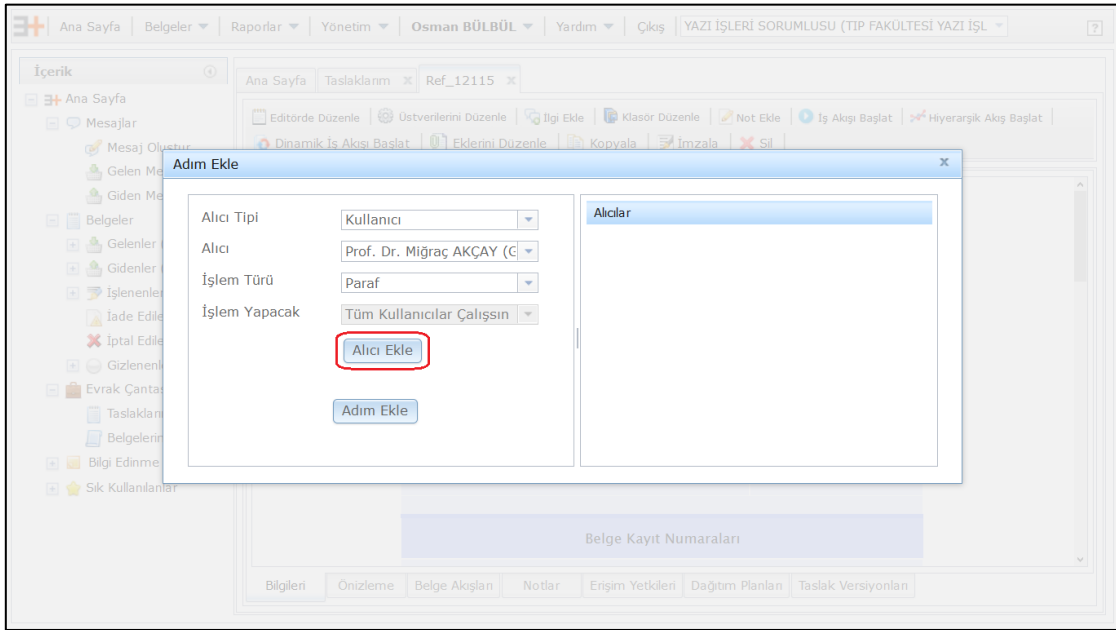 Ana Sayfa Belgeler Raporlar Yönetim Osman BÜLBÜL Yardım Çıkış YAZI İŞLERİ SORUMLUSU (TIP FAKÜLTESİ YAZI İŞL ?
İçerik
Ana Sayfa Taslaklarım x Ref_12115 x
Ana Sayfa
Mesajlar
Mesaj Oluştur
Gelen Me
Giden Me
Belgeler
Gelenler
Gidenler
İşlenenler
İade Edile
İptal Edile
Gizlenenl
Evrak Çantas
Taslakları
Belgelerin
Bilgi Edinme
Sık Kullanılanlar
Editörde Düzenle Üstverilerini Düzenle İlgi Ekle Klasör Düzenle Not Ekle İş Akışı Başlat Hiyerarşik Akış Başlat
Dinamik İş Akışı Başlat Eklerini Düzenle Kopyala İmzala Sil
Adım Ekle x
Alıcı Tipi Kullanıcı
Alıcı Prof. Dr. Miğraç AKÇAY (G
İşlem Türü Paraf
İşlem Yapacak Tüm Kullanıcılar Çalışsın
Alıcı Ekle
Adım Ekle
Alıcılar
Belge Kayıt Numaraları
Bilgileri Önizleme Belge Akışları Notlar Erişim Yetkileri Dağıtım Planları Taslak Versiyonları